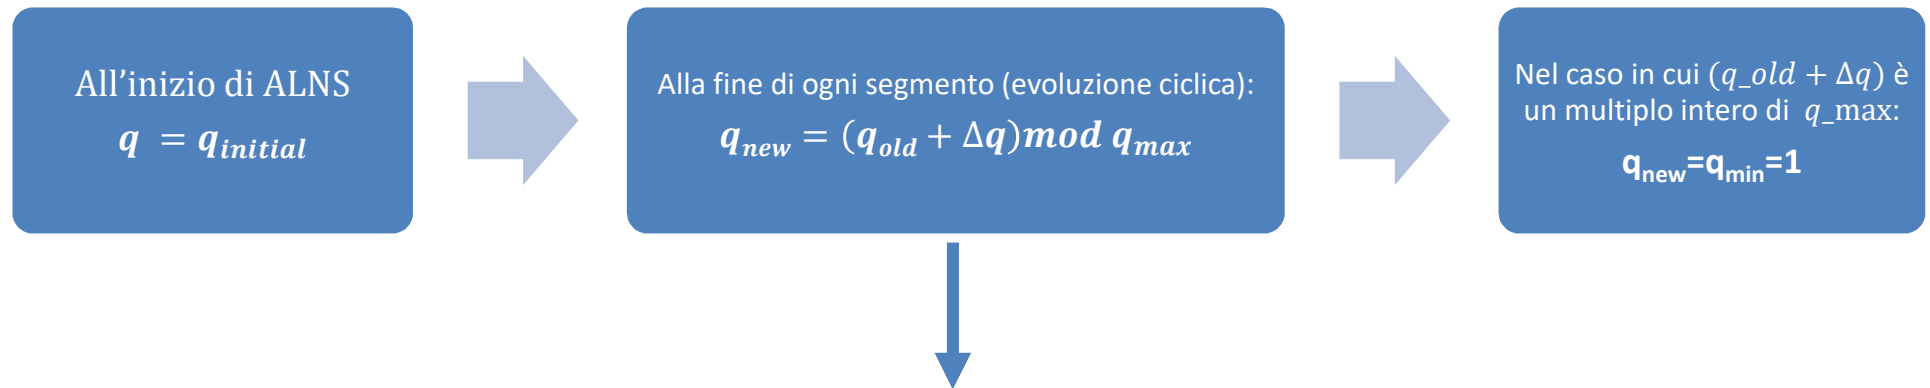 All’inizio di ALNS
q = q_initial
Alla fine di ogni segmento (evoluzione ciclica):
q_new = (q_old + Δq)mod q_max
Nel caso in cui (q_old + Δq) è
un multiplo intero di q_max:
q_new=q_min=1